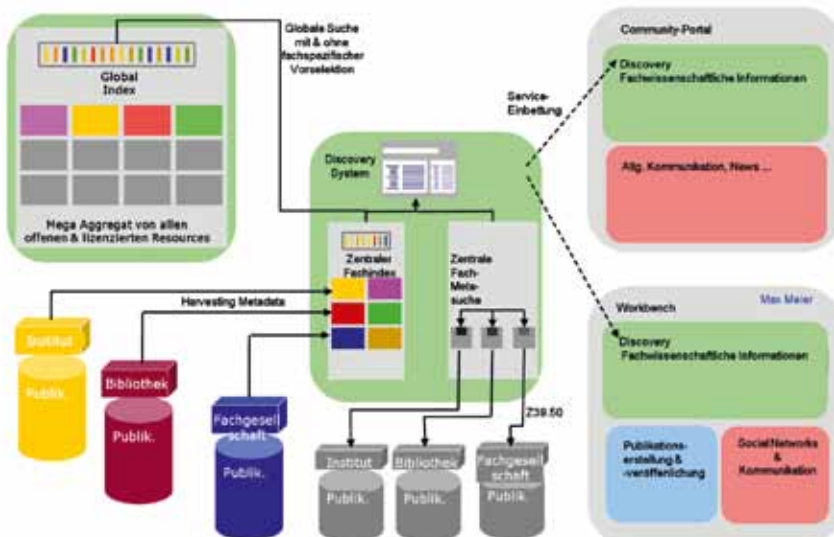 Global
Index
Mega Aggregat von allen
offenen & lizenzierten Resources
Globale Suche
mit & ohne
fachspezifischer
Vorselektion
Service-
Einbettung
Discovery
System
Zentraler
Fachindex
Zentrale
Fach-
Meta-
suche
Harvesting Metadata
Institut
Publik.
Bibliothek
Publik.
Fachgesell
schaft
Publik.
Z39.50
Institut
Publik.
Bibliothek
Publik.
Fachgesell
schaft
Publik.
Community-Portal
Discovery
Fachwissenschaftliche Informationen
Allg. Kommunikation, News ...
Workbench
Max Meier
Discovery
Fachwissenschaftliche Informationen
Publikations-
erstellung &
-veröffenlichung
Social Networks
&
Kommunikation